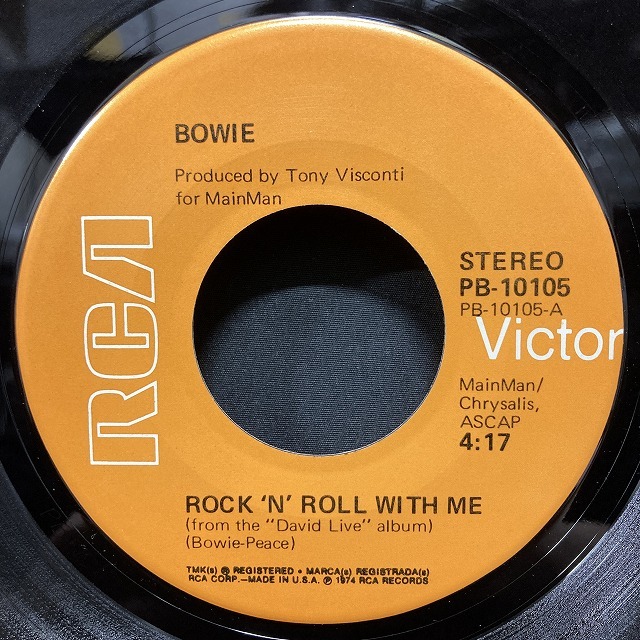 BOWIE
Produced by Tony Visconti
for MainMan
RCA
STEREO
PB-10105
PB-10105-A
Victor
MainMan/
Chrysalis,
ASCAP
4:17
ROCK 'N' ROLL WITH ME
(from the "David Live" album)
(Bowie-Peace)
TMK(s) ® REGISTERED • MARCA(s) REGISTRADA(s)
RCA CORP.—MADE IN U.S.A. ℗ 1974 RCA RECORDS